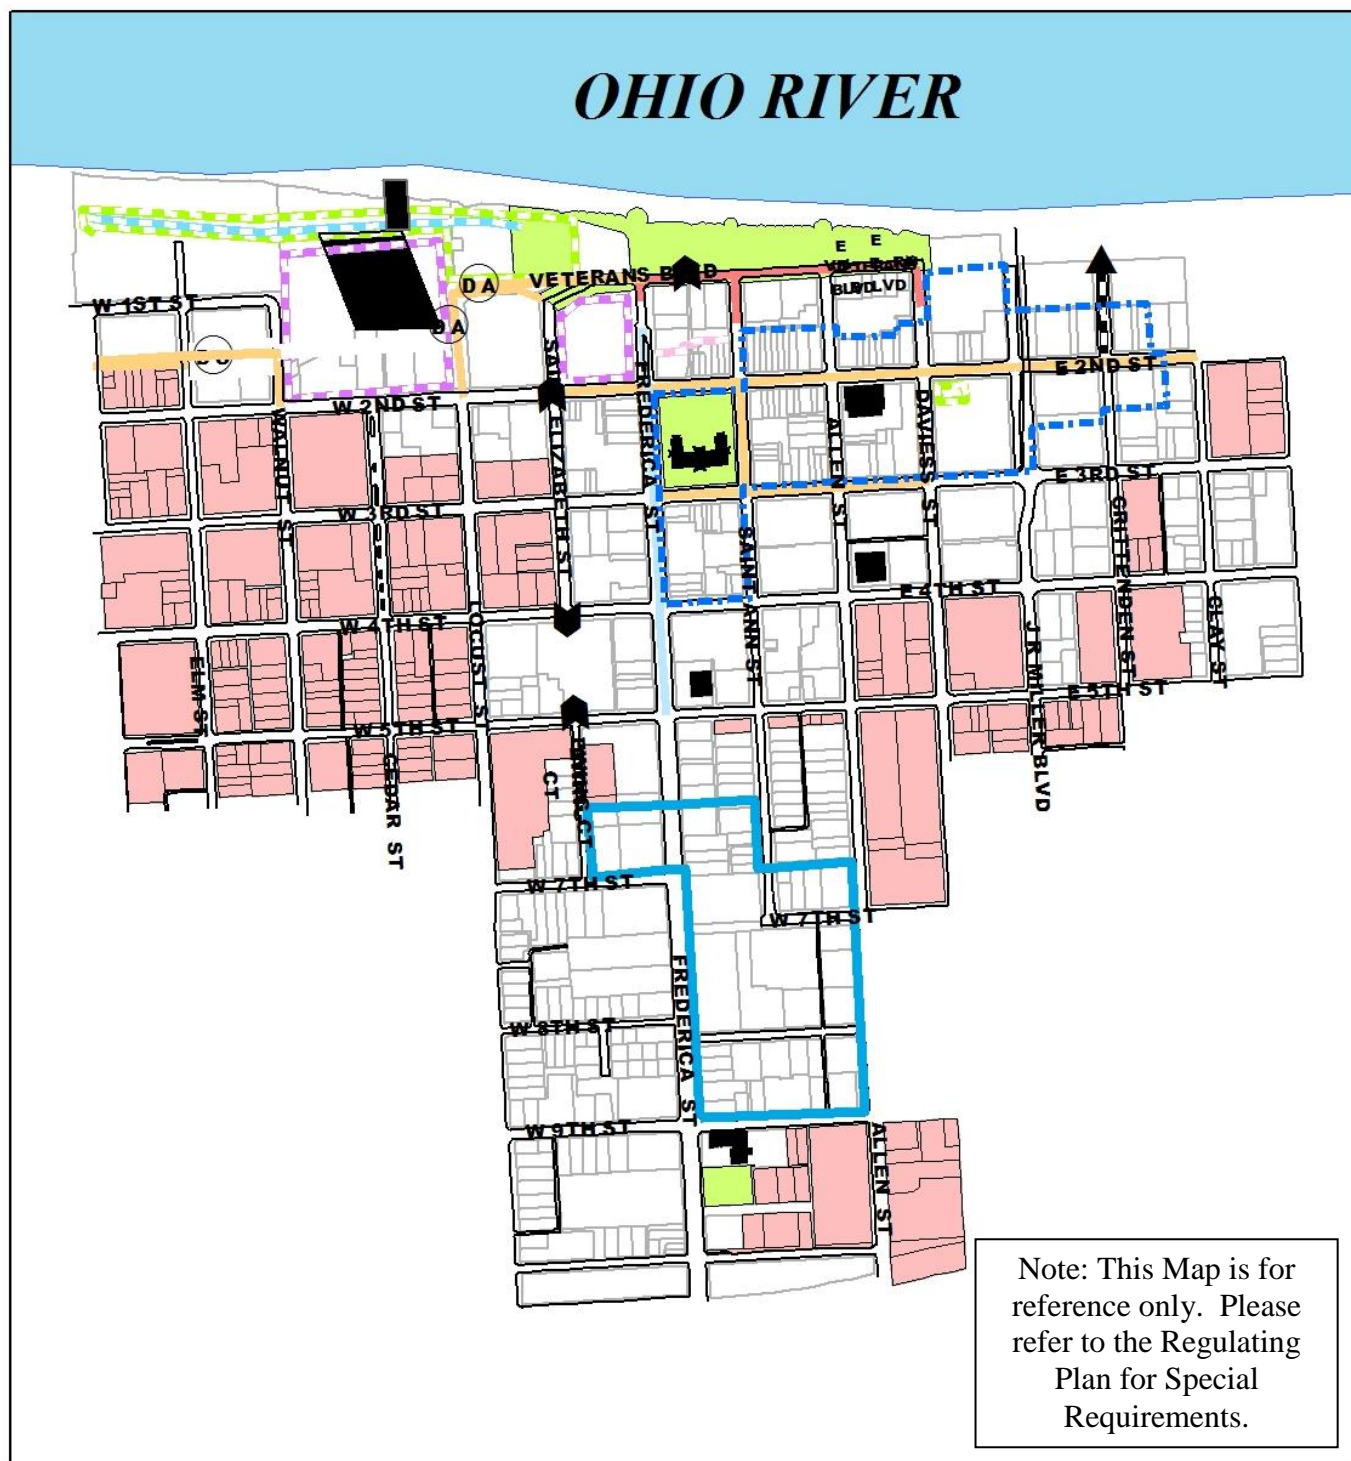 OHIO RIVER
E
E
VETERANS BLVD
D A
W 1ST ST
BLVD
BLVD
D A
E 2ND ST
W 2ND ST
WALNUT ST
ELIZABETH ST
FREDERICA ST
ALLEN ST
DAVIESS ST
E 3RD ST
W 3RD ST
CRITTENDEN ST
SAINT ANN ST
E 4TH ST
W 4TH ST
LOCUST ST
ELM ST
J R MILLER BLVD
CLAY ST
E 5TH ST
W 5TH ST
CEDAR ST
CT
CT
W 7TH ST
W 7TH ST
FREDERICA ST
W 8TH ST
W 9TH ST
ALLEN ST
Note: This Map is for
reference only. Please
refer to the Regulating
Plan for Special
Requirements.